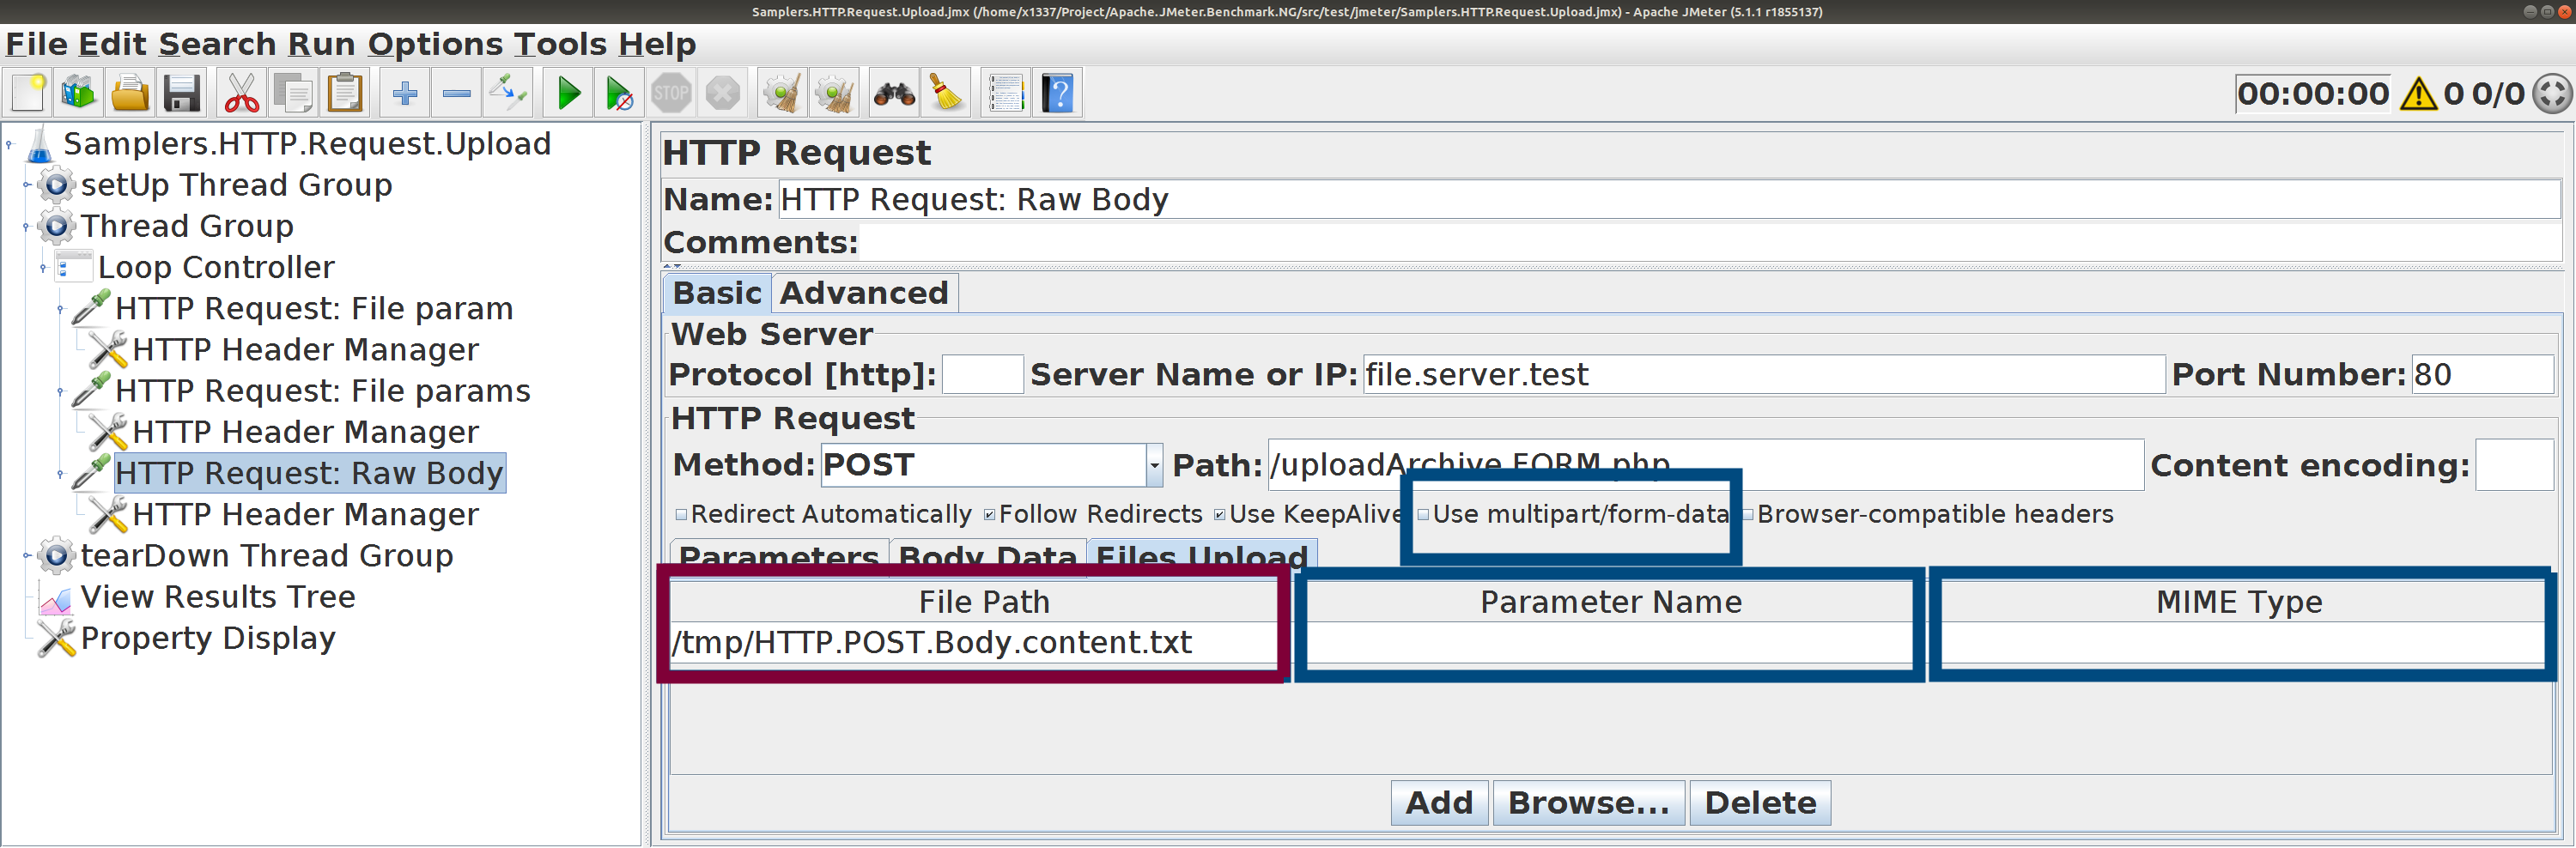 Samplers.HTTP.Request.Upload.jmx (/home/x1337/Project/Apache.JMeter.Benchmark.NG/src/test/jmeter/Samplers.HTTP.Request.Upload.jmx) - Apache JMeter (5.1.1 r1855137)
File Edit Search Run Options Tools Help
STOP
00:00:00 0 0/0
Samplers.HTTP.Request.Upload
setUp Thread Group
Thread Group
Loop Controller
HTTP Request: File param
HTTP Header Manager
HTTP Request: File params
HTTP Header Manager
HTTP Request: Raw Body
HTTP Header Manager
tearDown Thread Group
View Results Tree
Property Display
HTTP Request
Name: HTTP Request: Raw Body
Comments:
Basic Advanced
Web Server
Protocol [http]: Server Name or IP: file.server.test Port Number: 80
HTTP Request
Method: POST Path: /uploadArchive.FORM.php Content encoding:
Redirect Automatically Follow Redirects Use KeepAlive Use multipart/form-data Browser-compatible headers
Parameters Body Data Files Upload
File Path Parameter Name MIME Type
/tmp/HTTP.POST.Body.content.txt
Add Browse... Delete